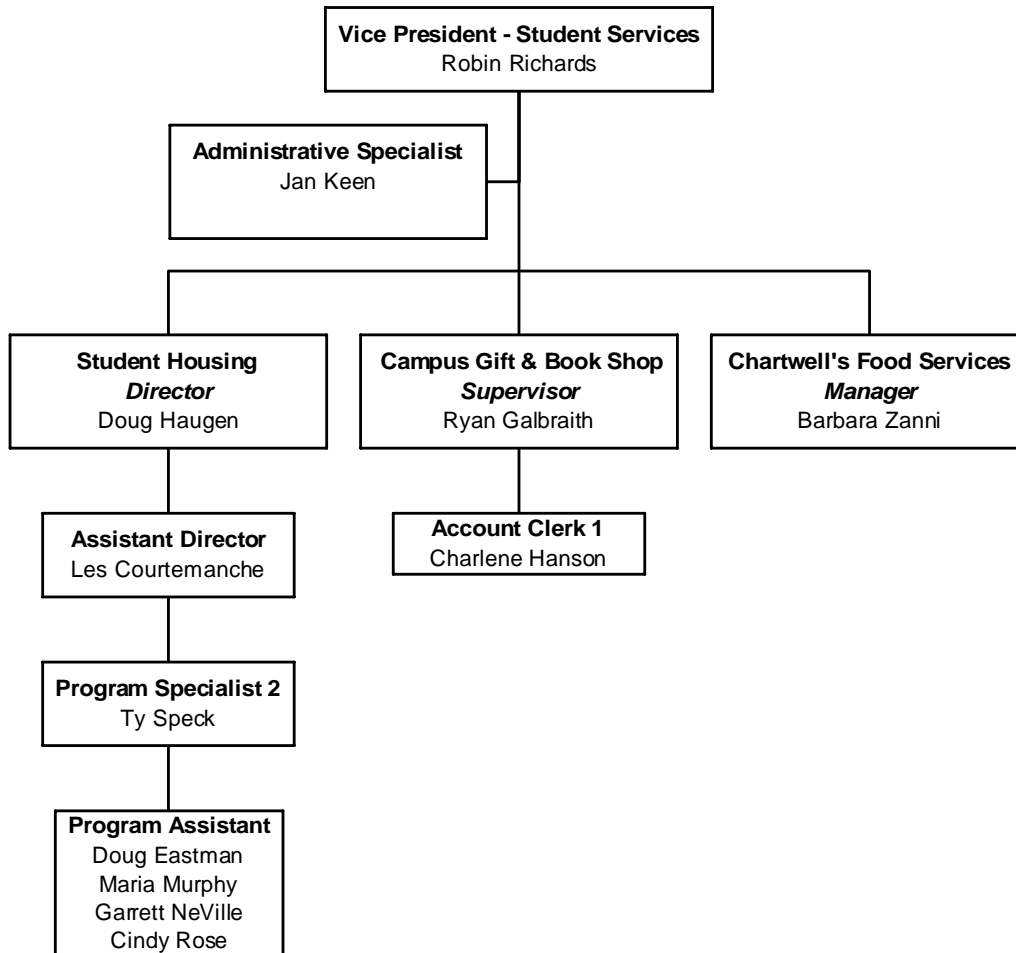 Vice President - Student Services
Robin Richards
Administrative Specialist
Jan Keen
Student Housing
Director
Doug Haugen
Campus Gift & Book Shop
Supervisor
Ryan Galbraith
Chartwell's Food Services
Manager
Barbara Zanni
Assistant Director
Les Courtemanche
Account Clerk 1
Charlene Hanson
Program Specialist 2
Ty Speck
Program Assistant
Doug Eastman
Maria Murphy
Garrett NeVille
Cindy Rose